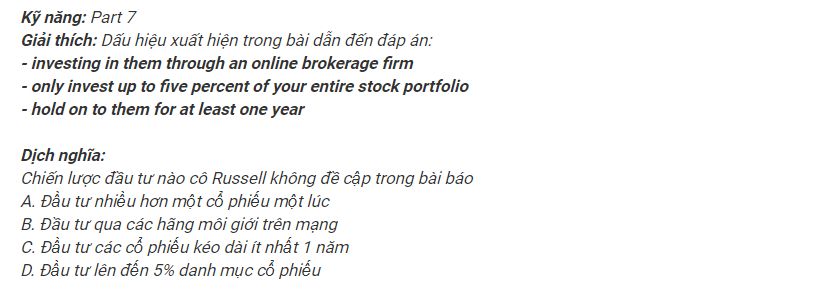 Kỹ năng: Part 7
Giải thích: Dấu hiệu xuất hiện trong bài dẫn đến đáp án:
- investing in them through an online brokerage firm
- only invest up to five percent of your entire stock portfolio
- hold on to them for at least one year
Dịch nghĩa:
Chiến lược đầu tư nào cô Russell không đề cập trong bài báo
A. Đầu tư nhiều hơn một cổ phiếu một lúc
B. Đầu tư qua các hãng môi giới trên mạng
C. Đầu tư các cổ phiếu kéo dài ít nhất 1 năm
D. Đầu tư lên đến 5% danh mục cổ phiếu